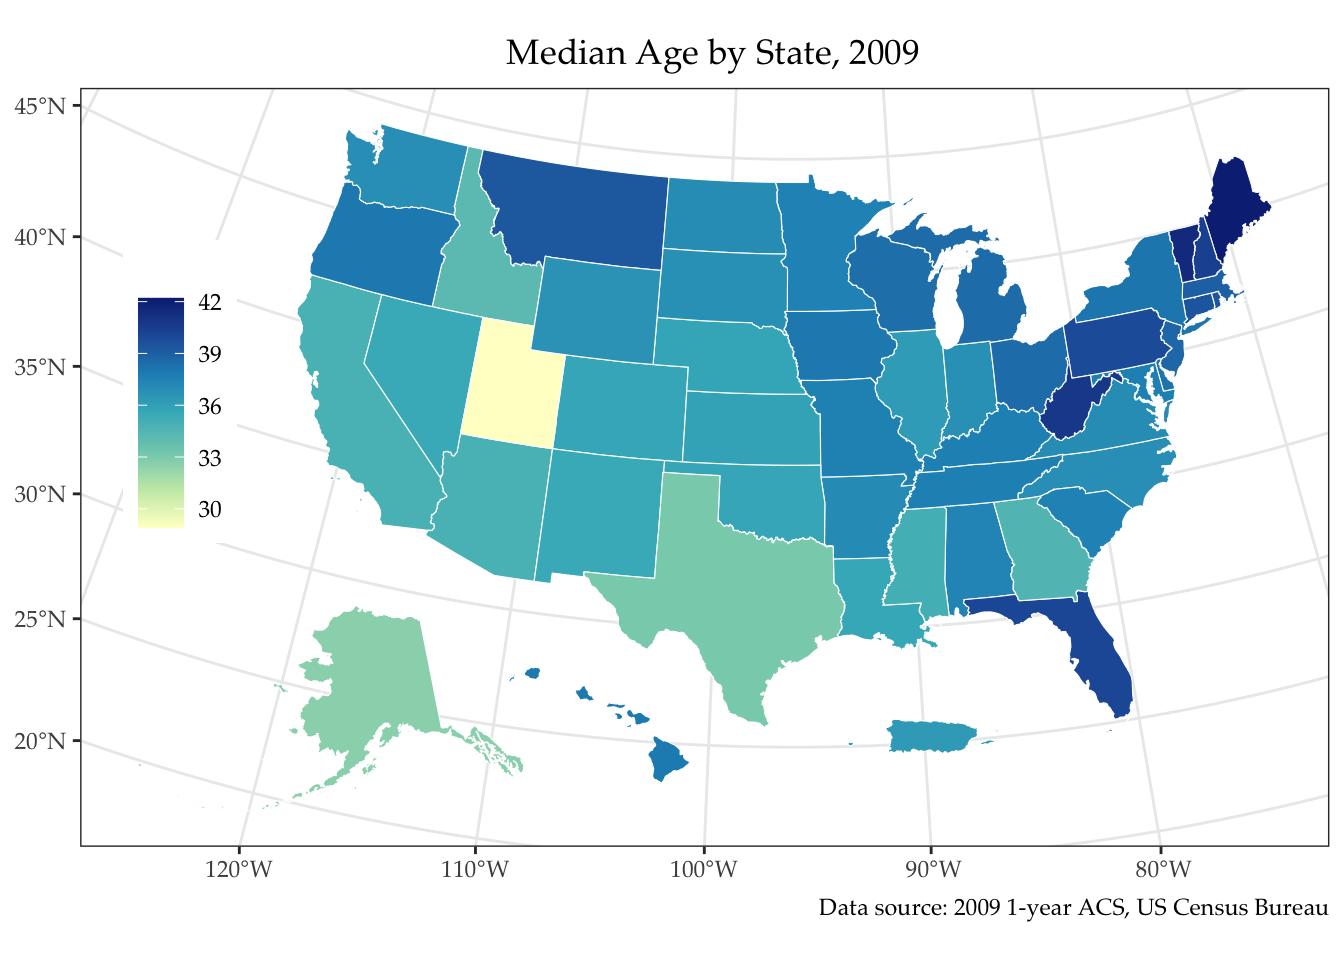 Median Age by State, 2009
45°N
40°N
35°N
30°N
25°N
20°N
42
39
36
33
30
120°W 110°W 100°W 90°W 80°W
Data source: 2009 1-year ACS, US Census Bureau